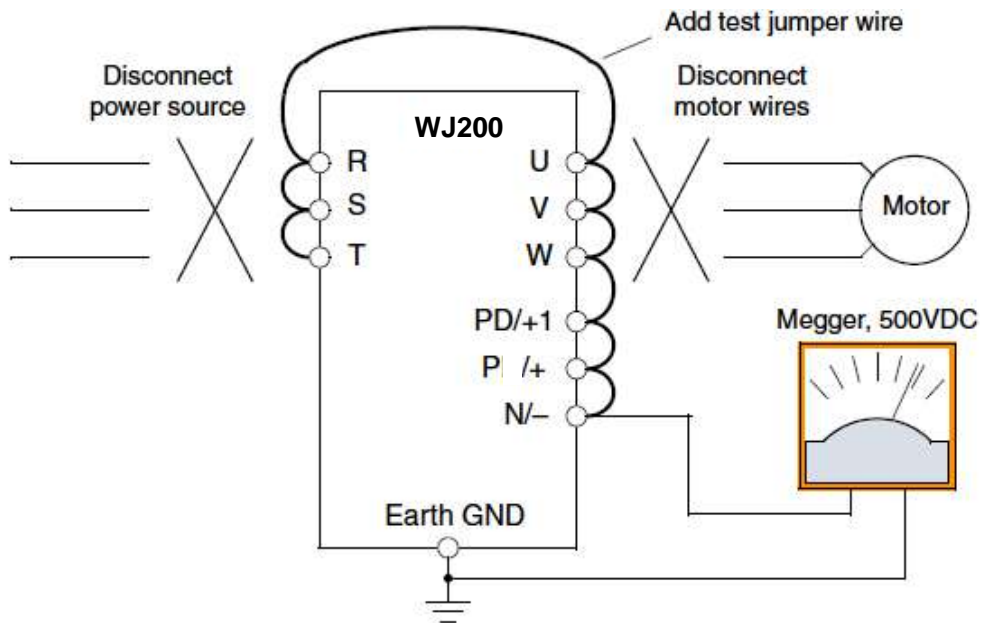 Add test jumper wire
Disconnect
power source
Disconnect
motor wires
WJ200
R
S
T
U
V
W
Motor
PD/+1
P /+
N/–
Megger, 500VDC
Earth GND